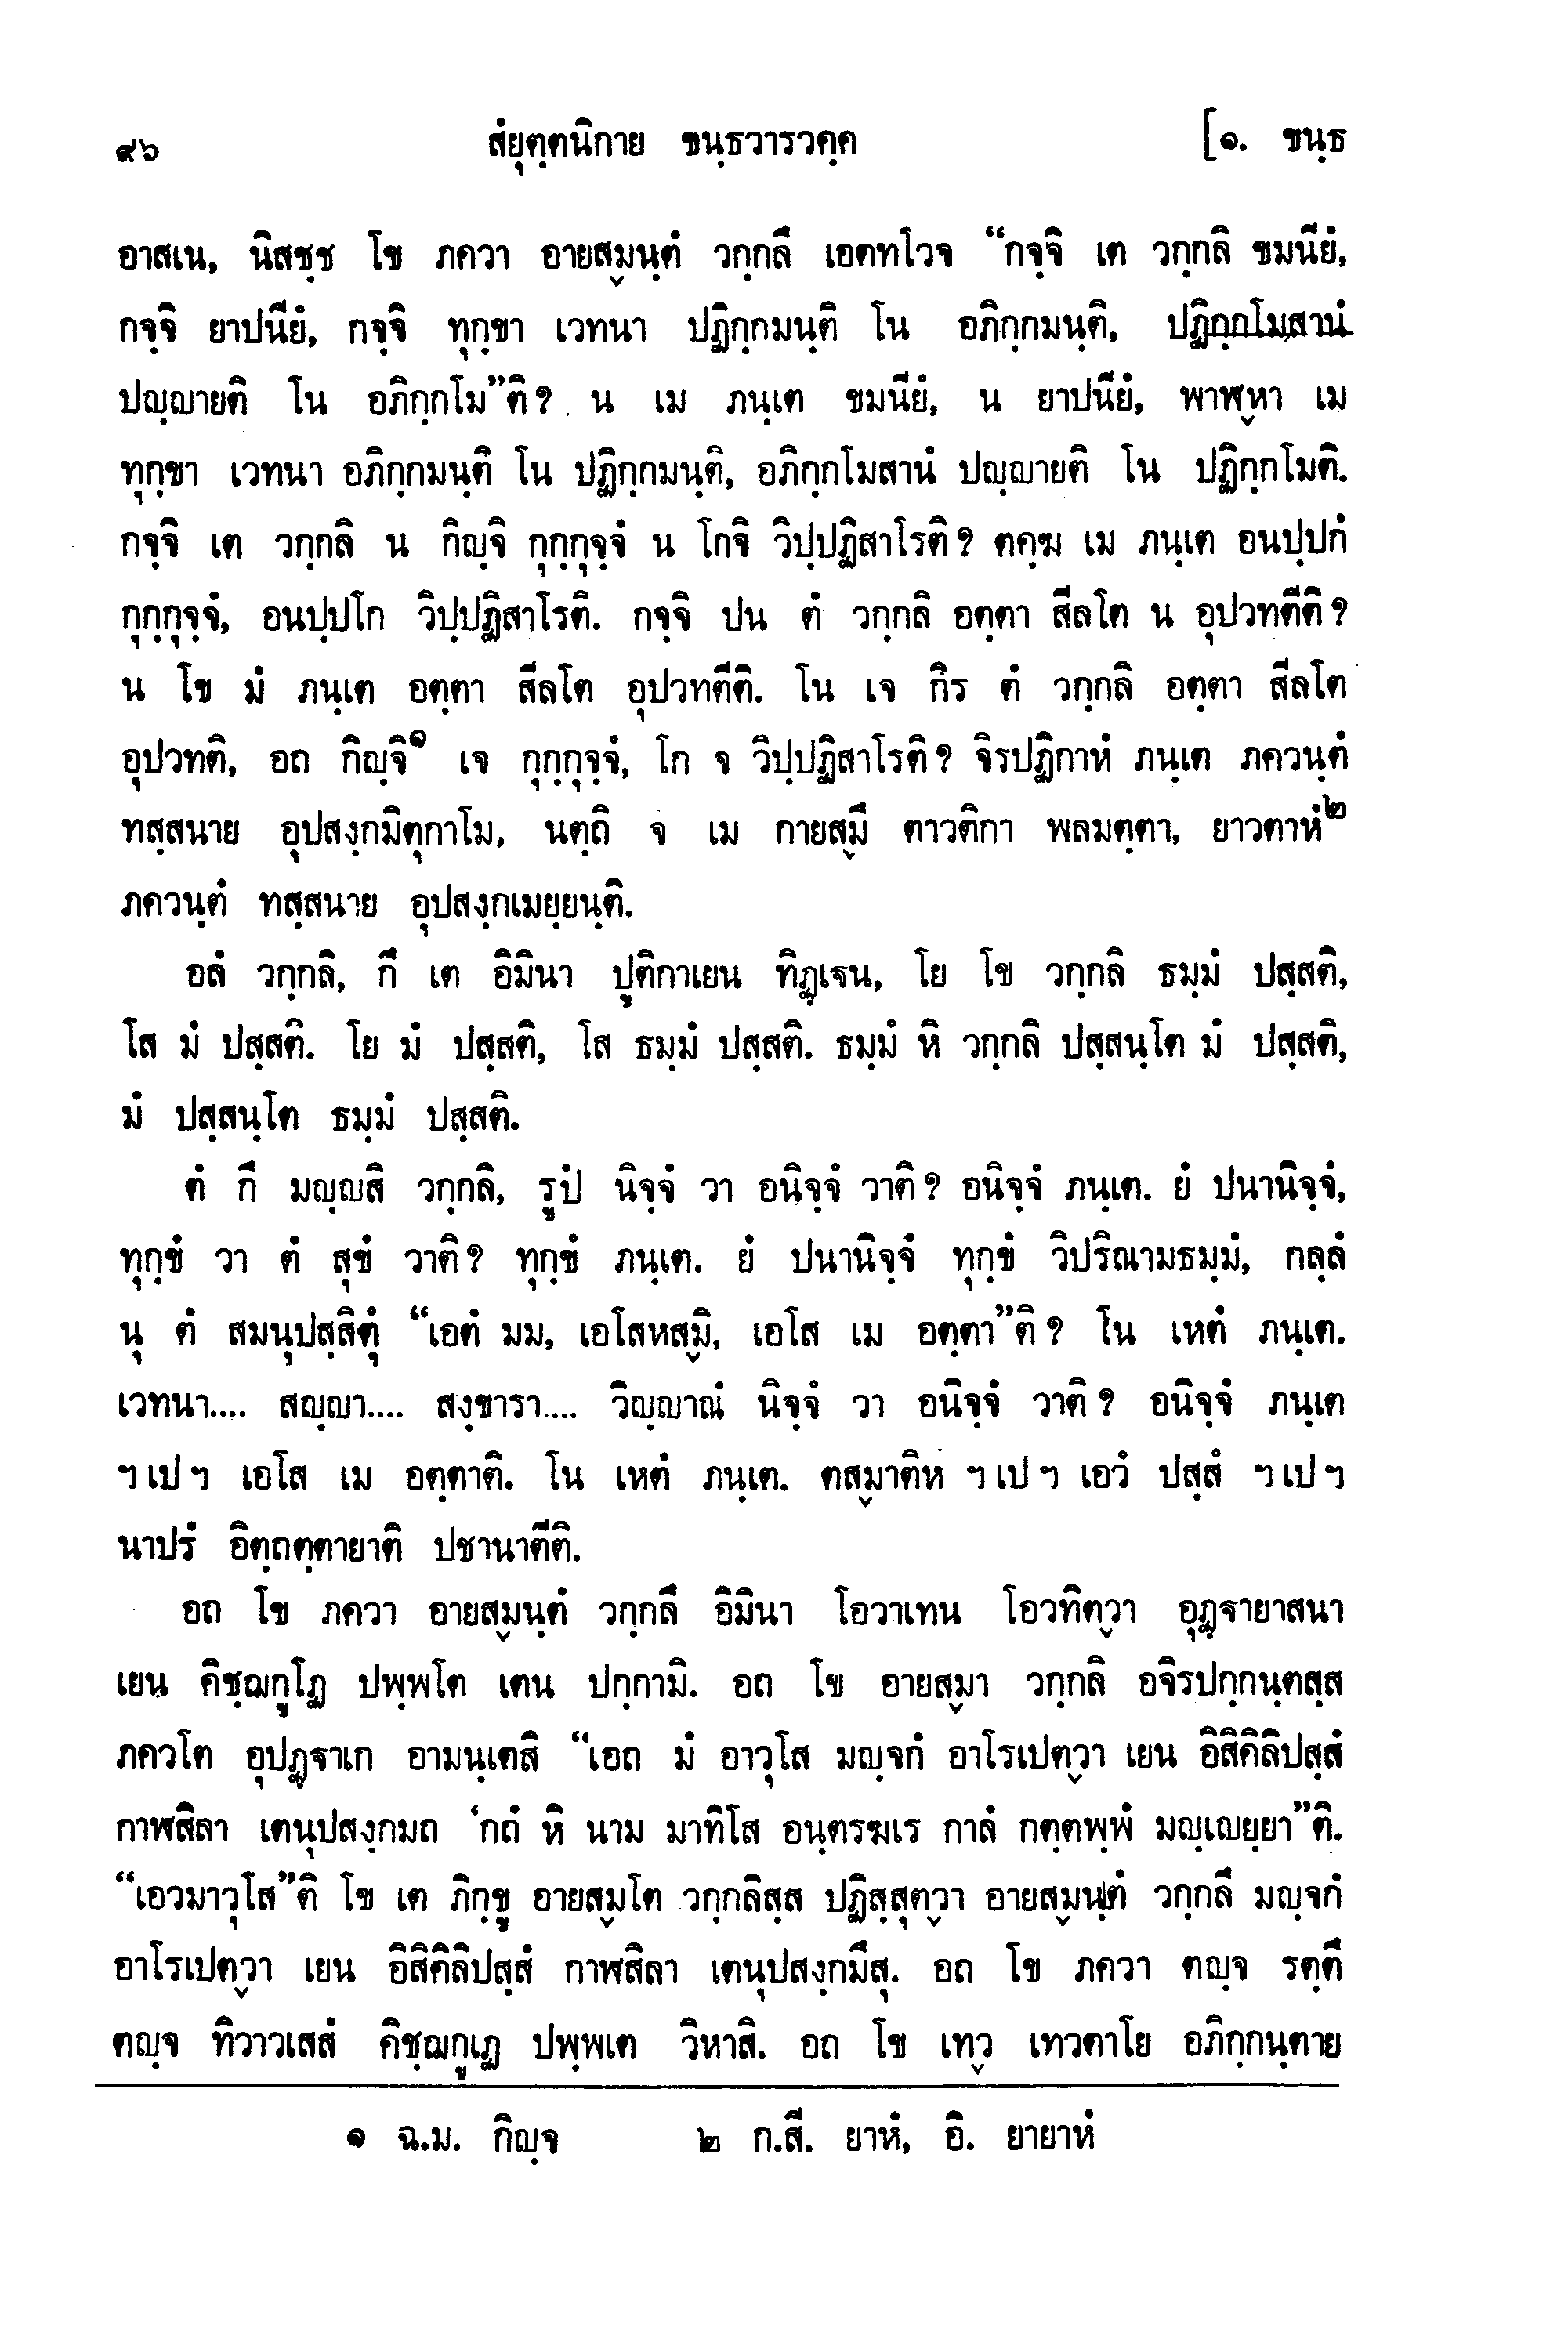 ๙๖ สํยุตฺตนิกาย ขนฺธวารวคฺค [๑. ขนฺธ
อาสเน, นิสชฺช โข ภควา อายสฺมนฺตํ วกฺกลึ เอตทโวจ “กจฺจิ เต วกฺกลิ ขมนียํ,
กจฺจิ ยาปนียํ, กจฺจิ ทุกฺขา เวทนา ปฏิกฺกมนฺติ โน อภิกฺกมนฺติ, ปฏิกฺกโมสานํ
ปญฺญายติ โน อภิกฺกโม”ติ? น เม ภนฺเต ขมนียํ, น ยาปนียํ, พาฬฺหา เม
ทุกฺขา เวทนา อภิกฺกมนฺติ โน ปฏิกฺกมนฺติ, อภิกฺกโมสานํ ปญฺญายติ โน ปฏิกฺกโมติ.
กจฺจิ เต วกฺกลิ น กิญฺจิ กุกฺกุจฺจํ น โกจิ วิปฺปฏิสาโรติ? ตคฺฆ เม ภนฺเต อนปฺปกํ
กุกฺกุจฺจํ, อนปฺปโก วิปฺปฏิสาโรติ. กจฺจิ ปน ตํ วกฺกลิ อตฺตา สีลโต น อุปวทตีติ?
น โข มํ ภนฺเต อตฺตา สีลโต อุปวทตีติ. โน เจ กิร ตํ วกฺกลิ อตฺตา สีลโต
อุปวทติ, อถ กิญฺจิ๑ เจ กุกฺกุจฺจํ, โก จ วิปฺปฏิสาโรติ? จิรปฏิกาหํ ภนฺเต ภควนฺตํ
ทสฺสนาย อุปสงฺกมิตุกาโม, นตฺถิ จ เม กายสฺมึ ตาวติกา พลมตฺตา, ยาวตาหํ๒
ภควนฺตํ ทสฺสนาย อุปสงฺกเมยฺยนฺติ.
อลํ วกฺกลิ, กึ เต อิมินา ปูติกาเยน ทิฏฺเฐน, โย โข วกฺกลิ ธมฺมํ ปสฺสติ,
โส มํ ปสฺสติ. โย มํ ปสฺสติ, โส ธมฺมํ ปสฺสติ. ธมฺมํ หิ วกฺกลิ ปสฺสนฺโต มํ ปสฺสติ,
มํ ปสฺสนฺโต ธมฺมํ ปสฺสติ.
ตํ กึ มญฺญสิ วกฺกลิ, รูปํ นิจฺจํ วา อนิจฺจํ วาติ? อนิจฺจํ ภนฺเต. ยํ ปนานิจฺจํ,
ทุกฺขํ วา ตํ สุขํ วาติ? ทุกฺขํ ภนฺเต. ยํ ปนานิจฺจํ ทุกฺขํ วิปริณามธมฺมํ, กลฺลํ
นุ ตํ สมนุปสฺสิตุํ “เอตํ มม, เอโสหสฺมิ, เอโส เม อตฺตา”ติ? โน เหตํ ภนฺเต.
เวทนา.... สญฺญา.... สงฺขารา.... วิญฺญาณํ นิจฺจํ วา อนิจฺจํ วาติ? อนิจฺจํ ภนฺเต
ฯ เป ฯ เอโส เม อตฺตาติ. โน เหตํ ภนฺเต. ตสฺมาติห ฯ เป ฯ เอวํ ปสฺสํ ฯ เป ฯ
นาปรํ อิตฺถตฺตายาติ ปชานาตีติ.
อถ โข ภควา อายสฺมนฺตํ วกฺกลึ อิมินา โอวาเทน โอวทิตฺวา อุฏฺฐายาสนา
เยน คิชฺฌกูโฏ ปพฺพโต เตน ปกฺกามิ. อถ โข อายสฺมา วกฺกลิ อจิรปกฺกนฺตสฺส
ภควโต อุปฏฺฐาเก อามนฺเตสิ “เอถ มํ อาวุโส มญฺจกํ อาโรเปตฺวา เยน อิสิคิลิปสฺสํ
กาฬสิลา เตนุปสงฺกมถ ‘กถํ หิ นาม มาทิโส อนฺตรฆเร กาลํ กตฺตพฺพํ มญฺเญยฺยา”ติ.
“เอวมาวุโส”ติ โข เต ภิกฺขู อายสฺมโต วกฺกลิสฺส ปฏิสฺสุตฺวา อายสฺมนฺตํ วกฺกลึ มญฺจกํ
อาโรเปตฺวา เยน อิสิคิลิปสฺสํ กาฬสิลา เตนุปสงฺกมึสุ. อถ โข ภควา ตญฺจ รตฺตึ
ตญฺจ ทิวาวเสสํ คิชฺฌกูเฏ ปพฺพเต วิหาสิ. อถ โข เทฺว เทวตาโย อภิกฺกนฺตาย
๑ ฉ.ม. กิญฺจ ๒ ก.สี. ยาหํ, อิ. ยายาหํ